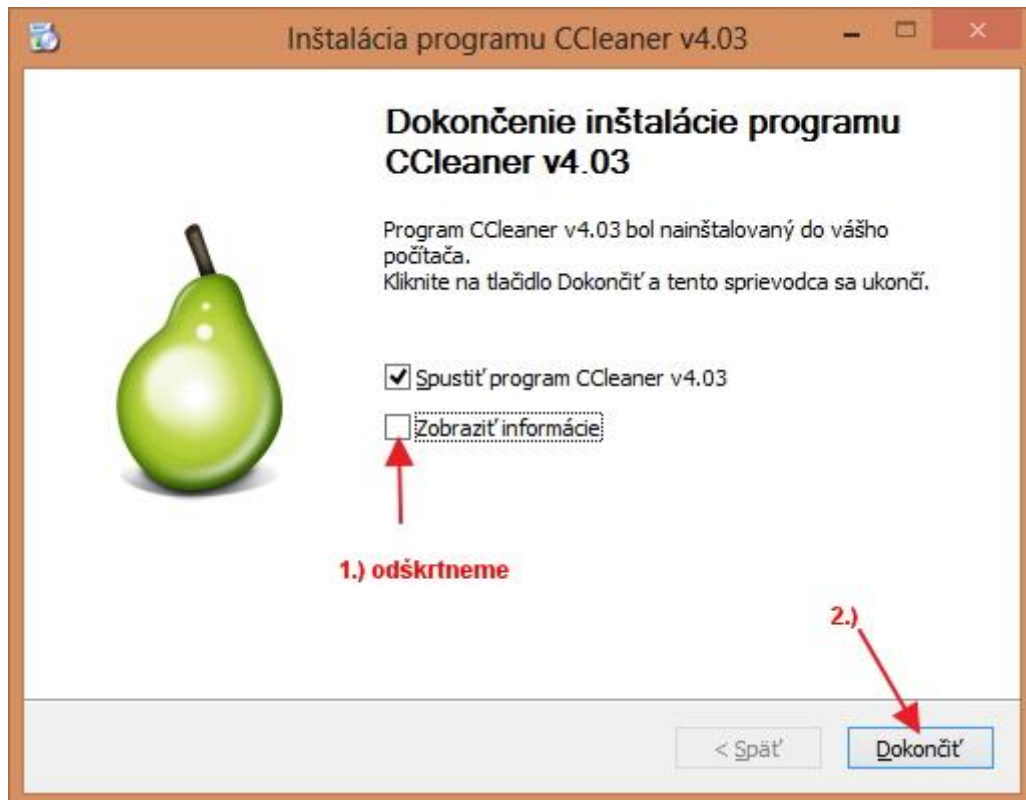 Inštalácia programu CCleaner v4.03
Dokončenie inštalácie programu
CCleaner v4.03
Program CCleaner v4.03 bol nainštalovaný do vášho
počítača.
Kliknite na tlačidlo Dokončiť a tento sprievodca sa ukončí.
Spustiť program CCleaner v4.03
Zobraziť informácie
1.) odškrtneme
2.)
< Späť
Dokončiť